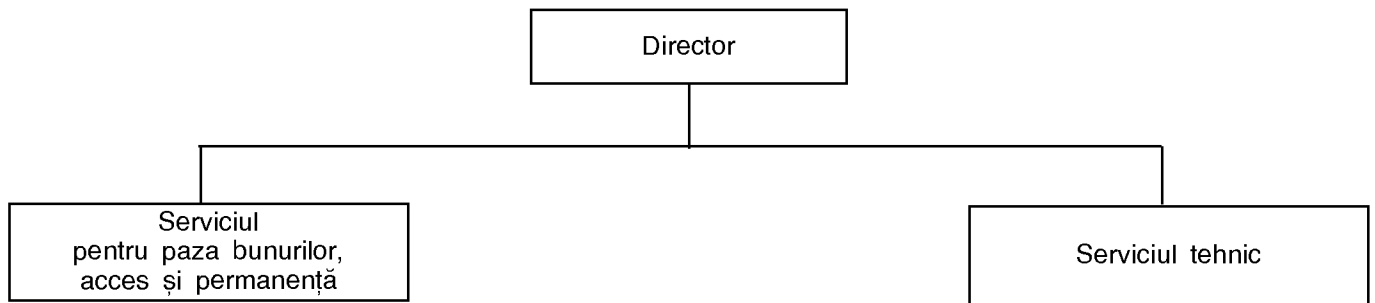 Director
Serviciul
pentru paza bunurilor,
acces și permanență
Serviciul tehnic